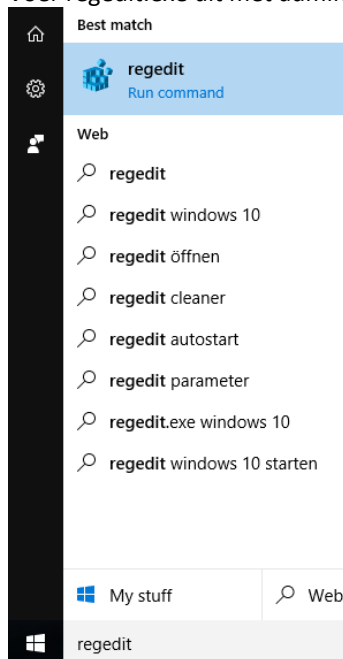 Best match
regedit
Run command
Web
regedit
regedit windows 10
regedit öffnen
regedit cleaner
regedit autostart
regedit parameter
regedit.exe windows 10
regedit windows 10 starten
My stuff
Web
regedit